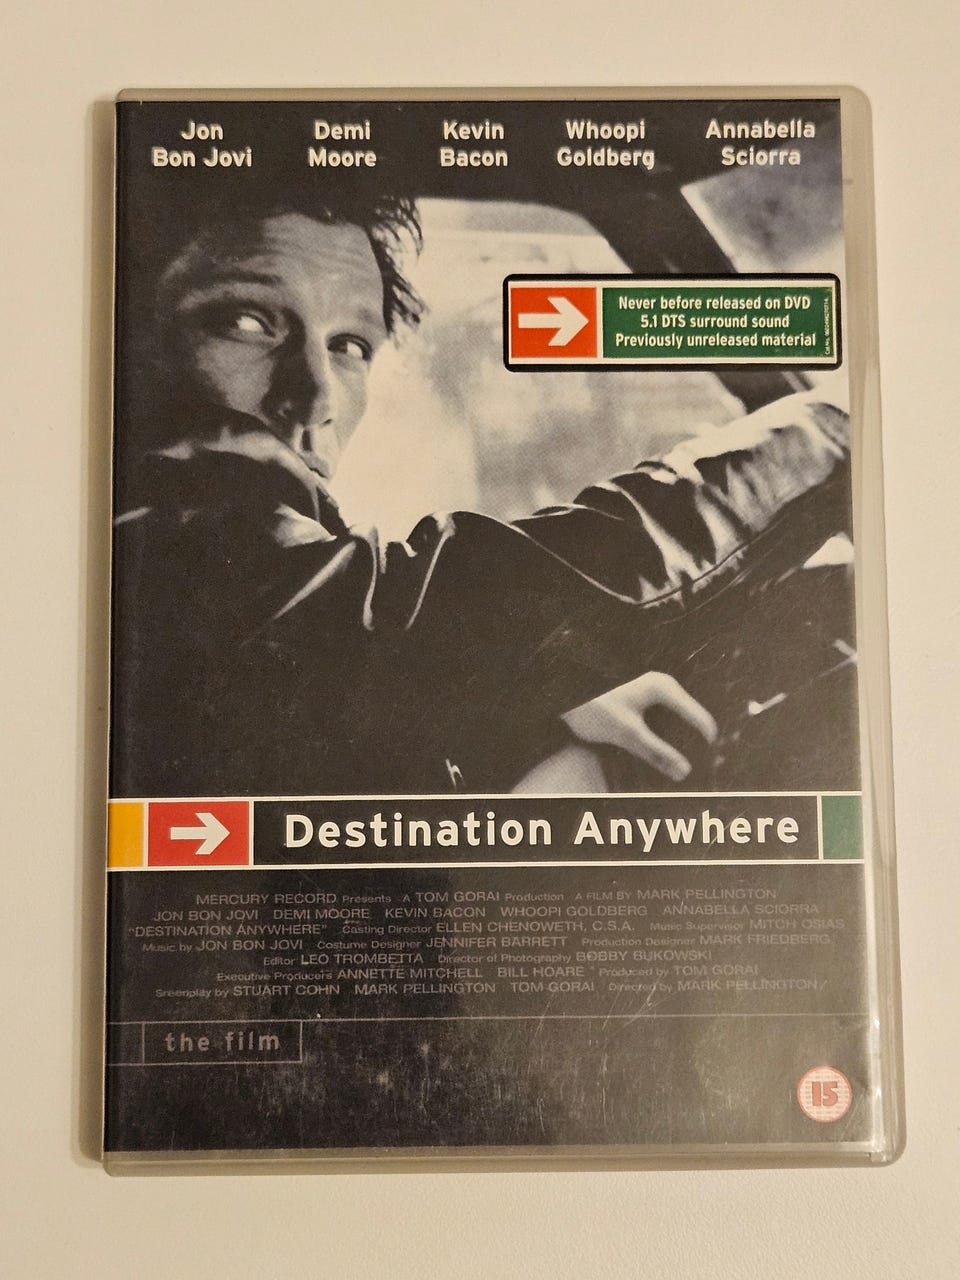 Jon Bon Jovi
Demi Moore
Kevin Bacon
Whoopi Goldberg
Annabella Sciorra
Never before released on DVD
5.1 DTS surround sound
Previously unreleased material
Destination Anywhere
MERCURY RECORD Presents A TOM GORAI Production A FILM BY MARK PELLINGTON
JON BON JOVI DEMI MOORE KEVIN BACON WHOOPI GOLDBERG ANNABELLA SCIORRA
"DESTINATION ANYWHERE" Casting Director ELLEN CHENOWETH, C.S.A. Music Supervisor MITCH OSIAS
Music by JON BON JOVI Costume Designer JENNIFER BARRETT Production Designer MARK FRIEDBERG
Editor LEO TROMBETTA Director of Photography BOBBY BUKOWSKI
Executive Producers ANNETTE MITCHELL BILL HOARE Produced by TOM GORAI
Sreenplay by STUART COHN MARK PELLINGTON TOM GORAI Directed by MARK PELLINGTON
the film
15